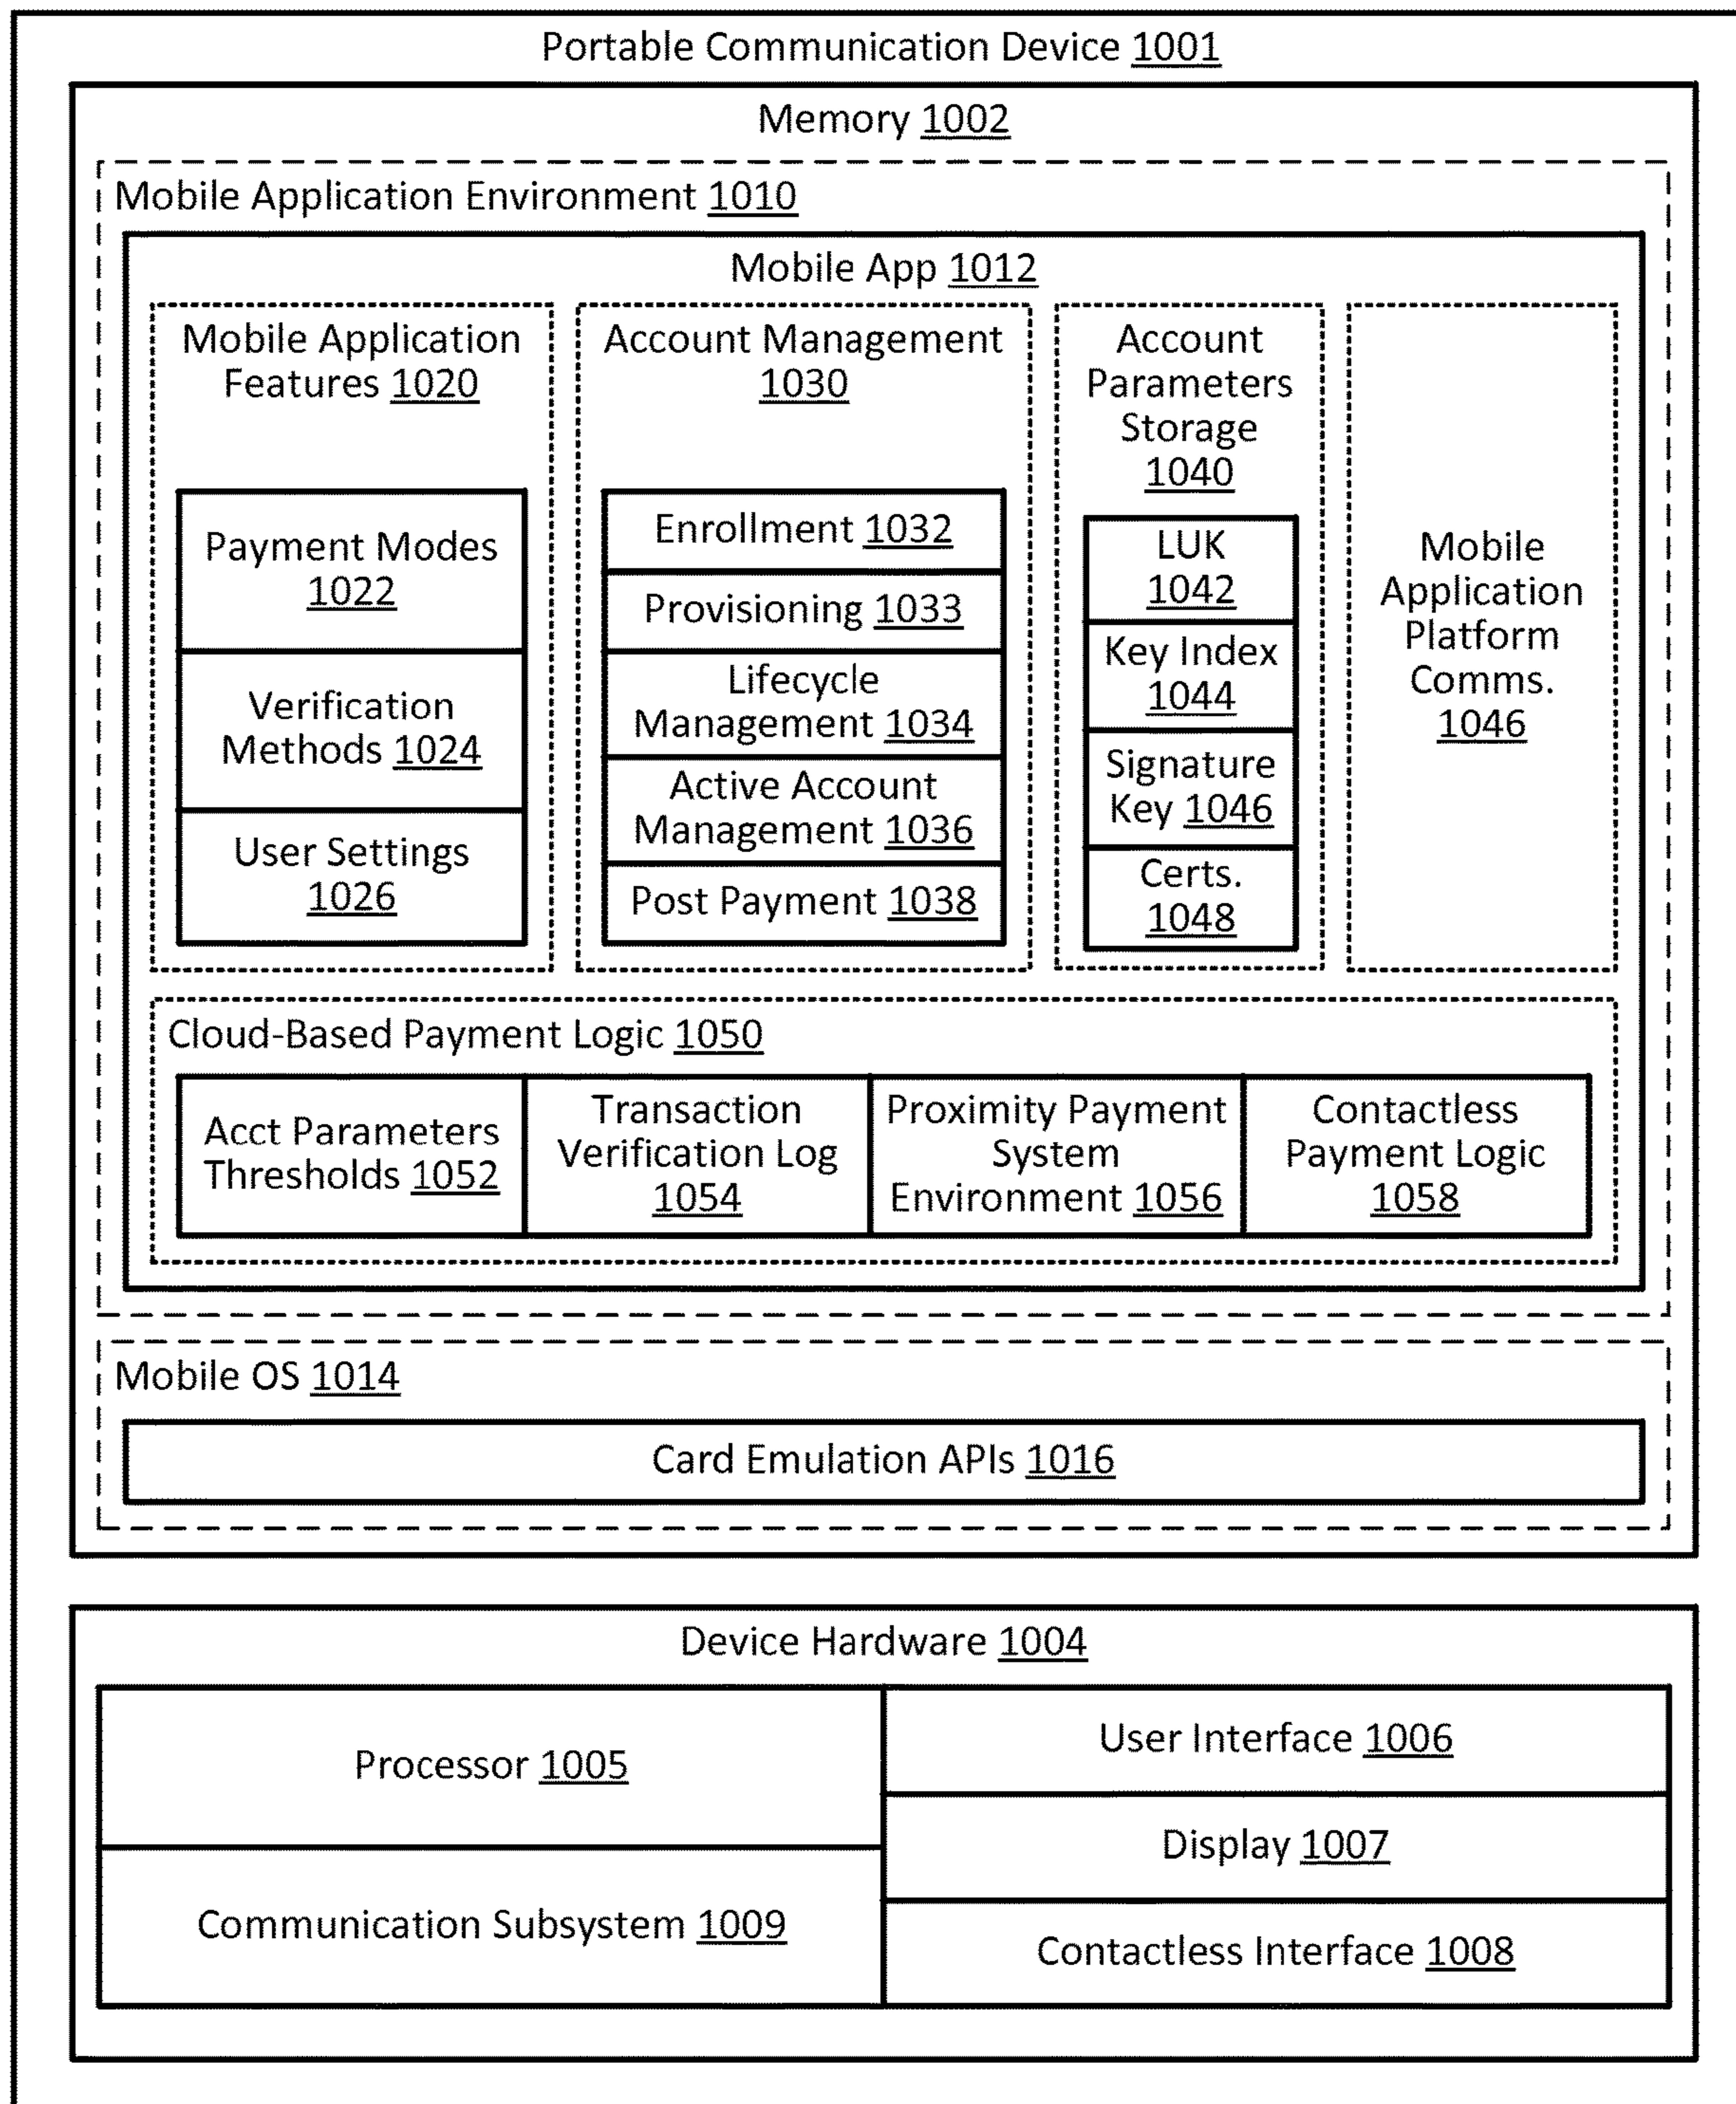 Portable Communication Device 1001
Memory 1002
Mobile Application Environment 1010
Mobile App 1012
Mobile Application
Features 1020
Payment Modes
1022
Verification
Methods 1024
User Settings
1026
Account Management
1030
Enrollment 1032
Provisioning 1033
Lifecycle
Management 1034
Active Account
Management 1036
Post Payment 1038
Account
Parameters
Storage
1040
LUK
1042
Key Index
1044
Signature
Key 1046
Certs.
1048
Mobile
Application
Platform
Comms.
1046
Cloud-Based Payment Logic 1050
Acct Parameters
Thresholds 1052
Transaction
Verification Log
1054
Proximity Payment
System
Environment 1056
Contactless
Payment Logic
1058
Mobile OS 1014
Card Emulation APIs 1016
Device Hardware 1004
Processor 1005
Communication Subsystem 1009
User Interface 1006
Display 1007
Contactless Interface 1008